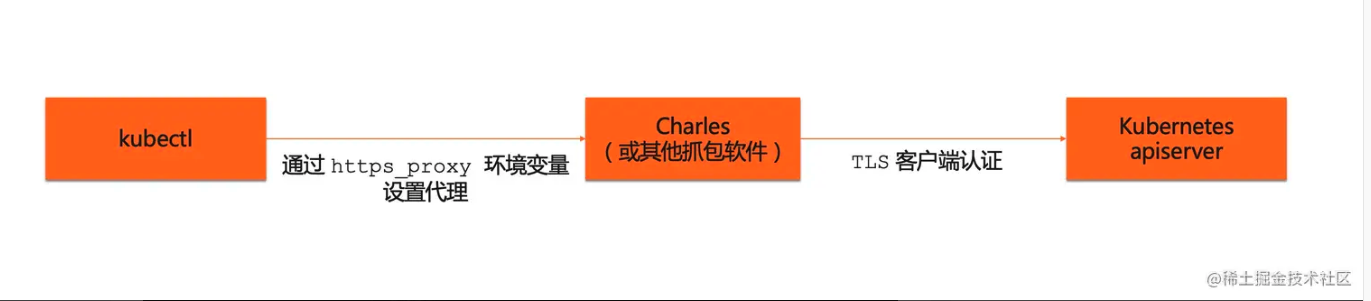 kubectl
通过 https_proxy 环境变量
设置代理
Charles
（或其他抓包软件）
TLS 客户端认证
Kubernetes
apiserver
@稀土掘金技术社区